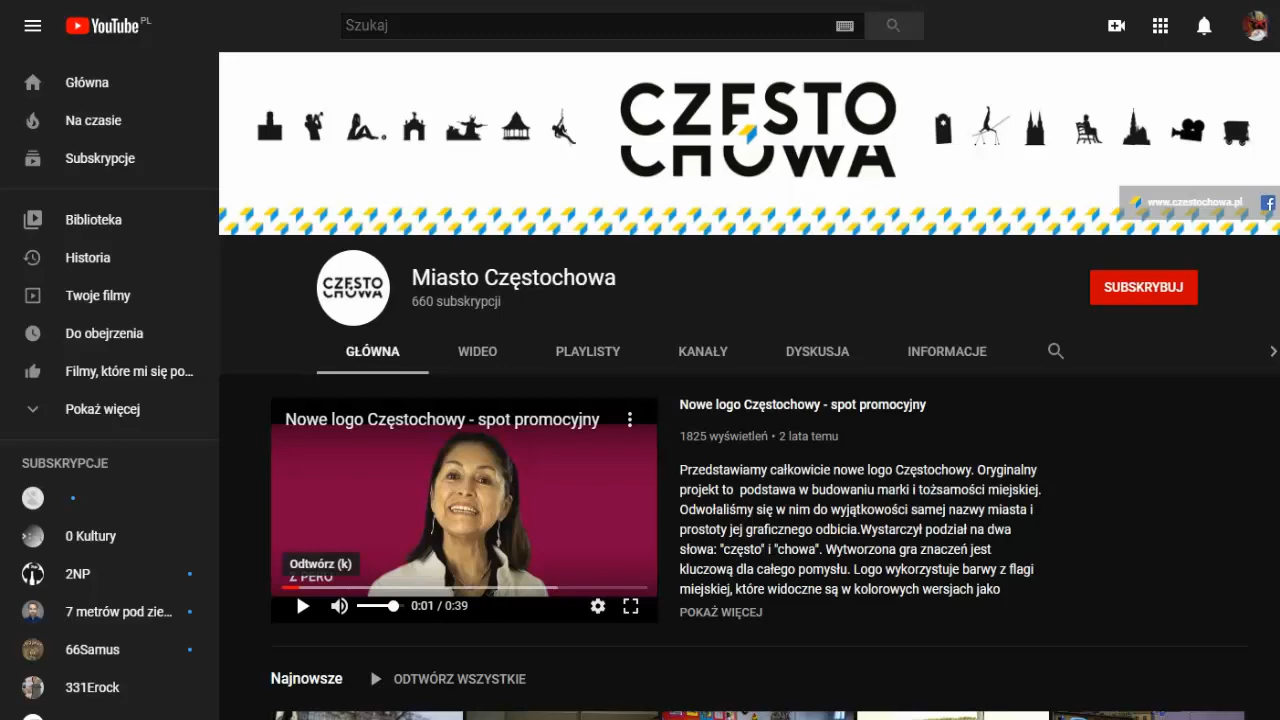 YouTube PL
Szukaj
Główna
Na czasie
Subskrypcje
Biblioteka
Historia
Twoje filmy
Do obejrzenia
Filmy, które mi się po...
Pokaż więcej
SUBSKRYPCJE
0 Kultury
2NP
7 metrów pod zie...
66Samus
331Erock
CZĘSTO
CHOWA
www.czestochowa.pl
CZĘSTO
CHOWA
Miasto Częstochowa
660 subskrypcji
SUBSKRYBUJ
GŁÓWNA WIDEO PLAYLISTY KANAŁY DYSKUSJA INFORMACJE
Nowe logo Częstochowy - spot promocyjny
Odtwórz (k)
Z PERU
0:01 / 0:39
Nowe logo Częstochowy - spot promocyjny
1825 wyświetleń • 2 lata temu
Przedstawiamy całkowicie nowe logo Częstochowy. Oryginalny
projekt to podstawa w budowaniu marki i tożsamości miejskiej.
Odwołaliśmy się w nim do wyjątkowości samej nazwy miasta i
prostoty jej graficznego odbicia.Wystarczył podział na dwa
słowa: "często" i "chowa". Wytworzona gra znaczeń jest
kluczową dla całego pomysłu. Logo wykorzystuje barwy z flagi
miejskiej, które widoczne są w kolorowych wersjach jako
POKAŻ WIĘCEJ
Najnowsze
ODTWÓRZ WSZYSTKIE